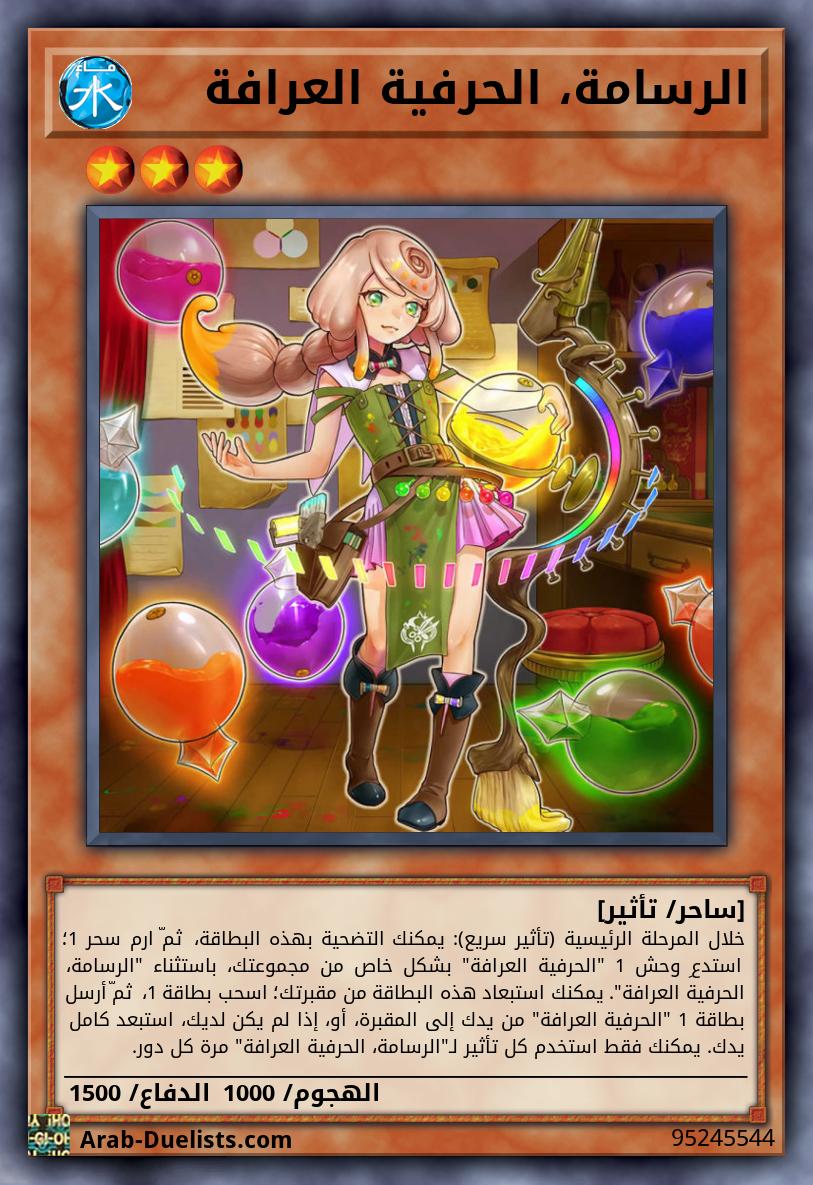 الرسامة، الحرفية العرافة
ماء
水
[ساحر/ تأثير]
خلال المرحلة الرئيسية (تأثير سريع): يمكنك التضحية بهذه البطاقة، ثمّ ارم سحر 1؛
استدعِ وحش 1 "الحرفية العرافة" بشكل خاص من مجموعتك، باستثناء "الرسامة،
الحرفية العرافة". يمكنك استبعاد هذه البطاقة من مقبرتك؛ اسحب بطاقة 1، ثمّ أرسل
بطاقة 1 "الحرفية العرافة" من يدك إلى المقبرة، أو، إذا لم يكن لديك، استبعد كامل
يدك. يمكنك فقط استخدم كل تأثير لـ"الرسامة، الحرفية العرافة" مرة كل دور.
الهجوم/ 1000 الدفاع/ 1500
Arab-Duelists.com
95245544